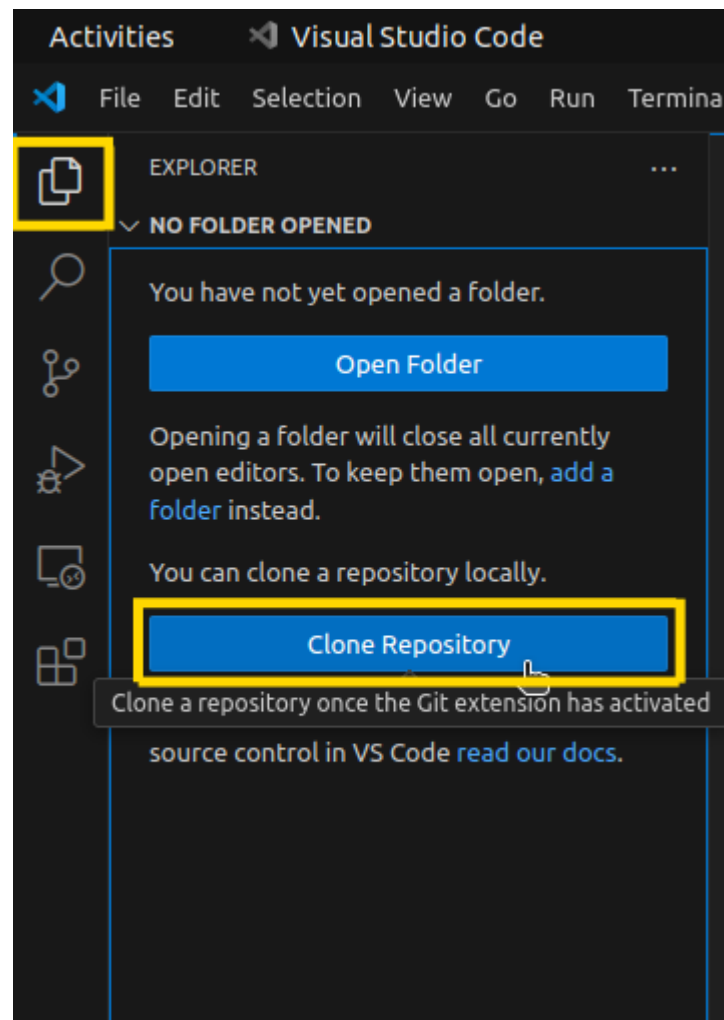 Activities Visual Studio Code
File Edit Selection View Go Run Termina
EXPLORER ...
NO FOLDER OPENED
You have not yet opened a folder.
Open Folder
Opening a folder will close all currently
open editors. To keep them open, add a
folder instead.
You can clone a repository locally.
Clone Repository
Clone a repository once the Git extension has activated
source control in VS Code read our docs.